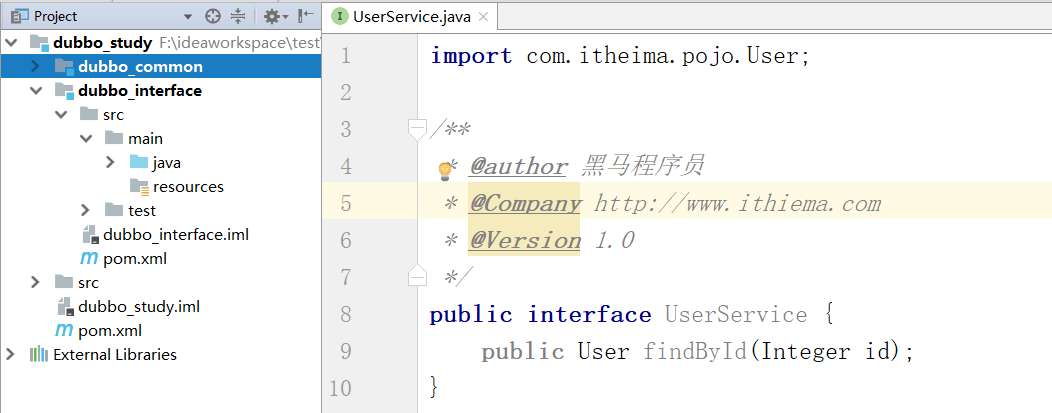 Project
dubbo_study F:\ideaworkspace\test
dubbo_common
dubbo_interface
src
main
java
resources
test
dubbo_interface.iml
pom.xml
src
dubbo_study.iml
pom.xml
External Libraries
UserService.java
1 import com.itheima.pojo.User;
2
3 /**
4 * @author 黑马程序员
5 * @Company http://www.ithiema.com
6 * @Version 1.0
7 */
8 public interface UserService {
9 public User findById(Integer id);
10 }